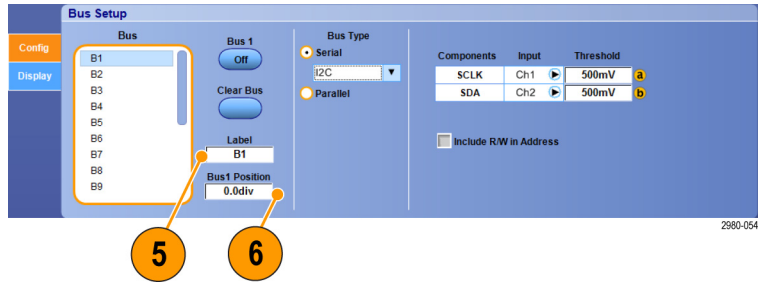 Bus Setup
Config
Display
Bus
B1
B2
B3
B4
B5
B6
B7
B8
B9
Bus 1
Off
Clear Bus
Label
B1
Bus1 Position
0.0div
Bus Type
Serial
I2C
Parallel
Components Input Threshold
SCLK Ch1 500mV a
SDA Ch2 500mV b
Include R/W in Address
5
6
2980-054